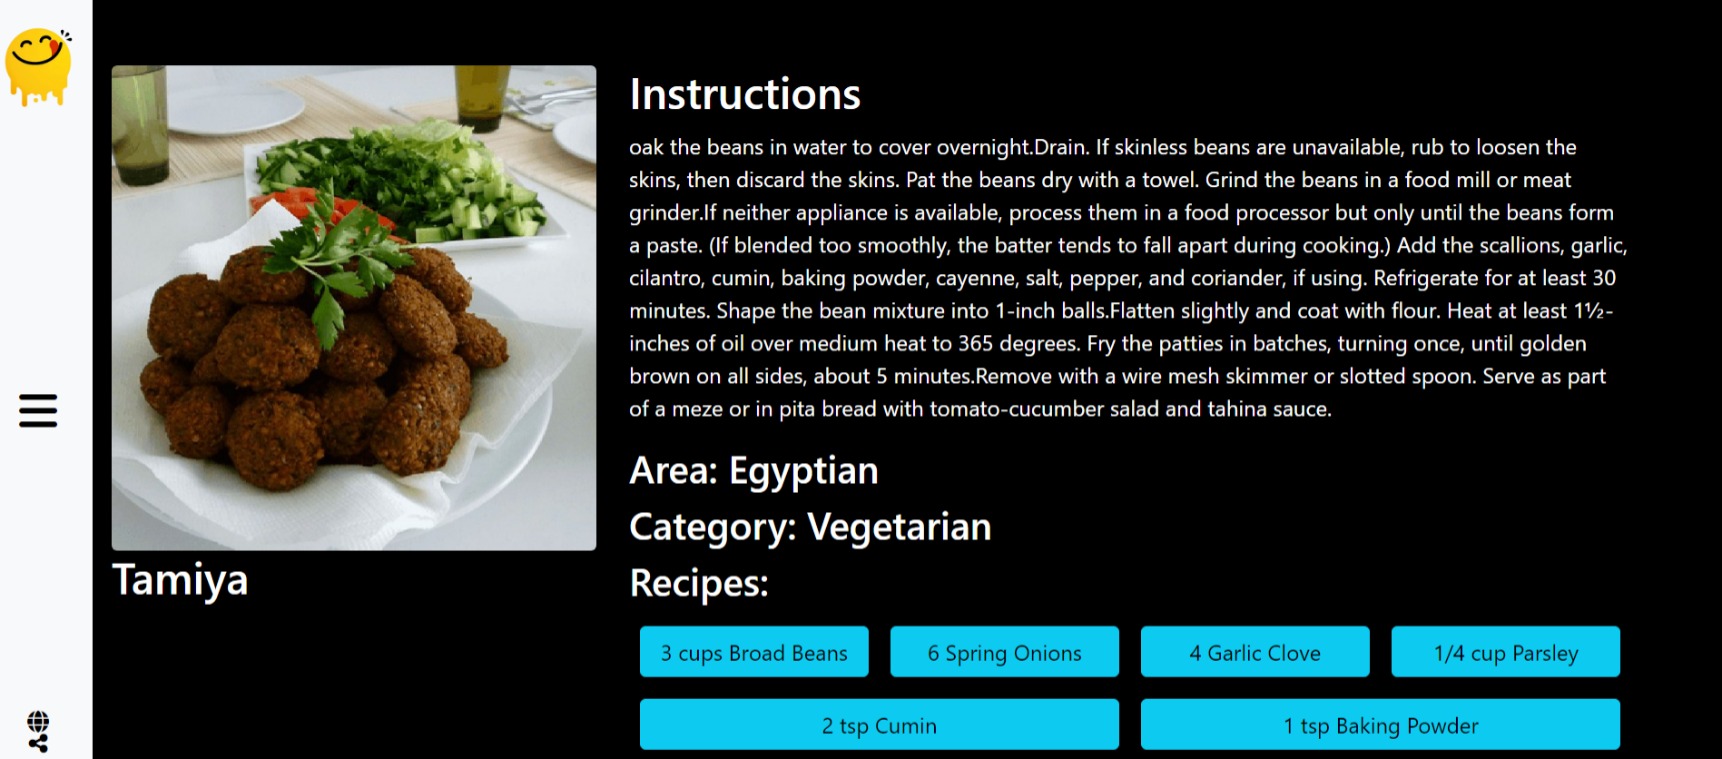 Instructions
oak the beans in water to cover overnight.Drain. If skinless beans are unavailable, rub to loosen the
skins, then discard the skins. Pat the beans dry with a towel. Grind the beans in a food mill or meat
grinder.If neither appliance is available, process them in a food processor but only until the beans form
a paste. (If blended too smoothly, the batter tends to fall apart during cooking.) Add the scallions, garlic,
cilantro, cumin, baking powder, cayenne, salt, pepper, and coriander, if using. Refrigerate for at least 30
minutes. Shape the bean mixture into 1-inch balls.Flatten slightly and coat with flour. Heat at least 1½-
inches of oil over medium heat to 365 degrees. Fry the patties in batches, turning once, until golden
brown on all sides, about 5 minutes.Remove with a wire mesh skimmer or slotted spoon. Serve as part
of a meze or in pita bread with tomato-cucumber salad and tahina sauce.
Area: Egyptian
Category: Vegetarian
Recipes:
Tamiya
3 cups Broad Beans
6 Spring Onions
4 Garlic Clove
1/4 cup Parsley
2 tsp Cumin
1 tsp Baking Powder